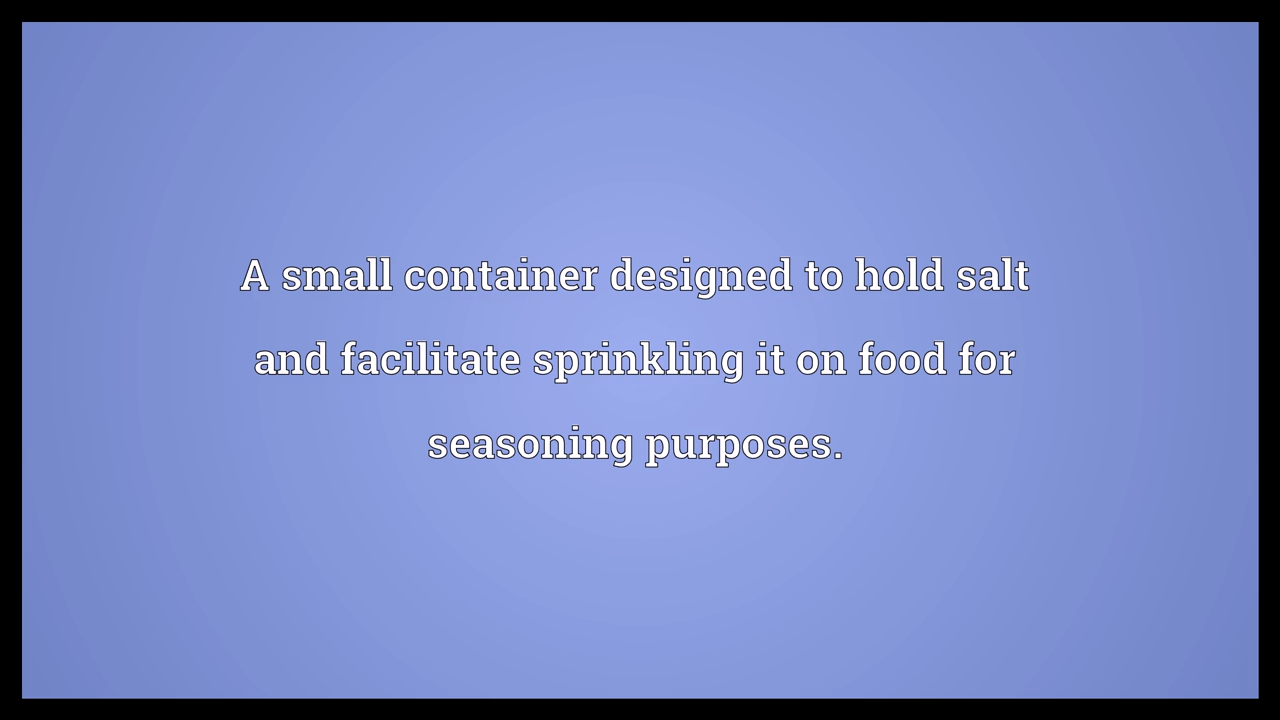 A small container designed to hold salt
and facilitate sprinkling it on food for
seasoning purposes.